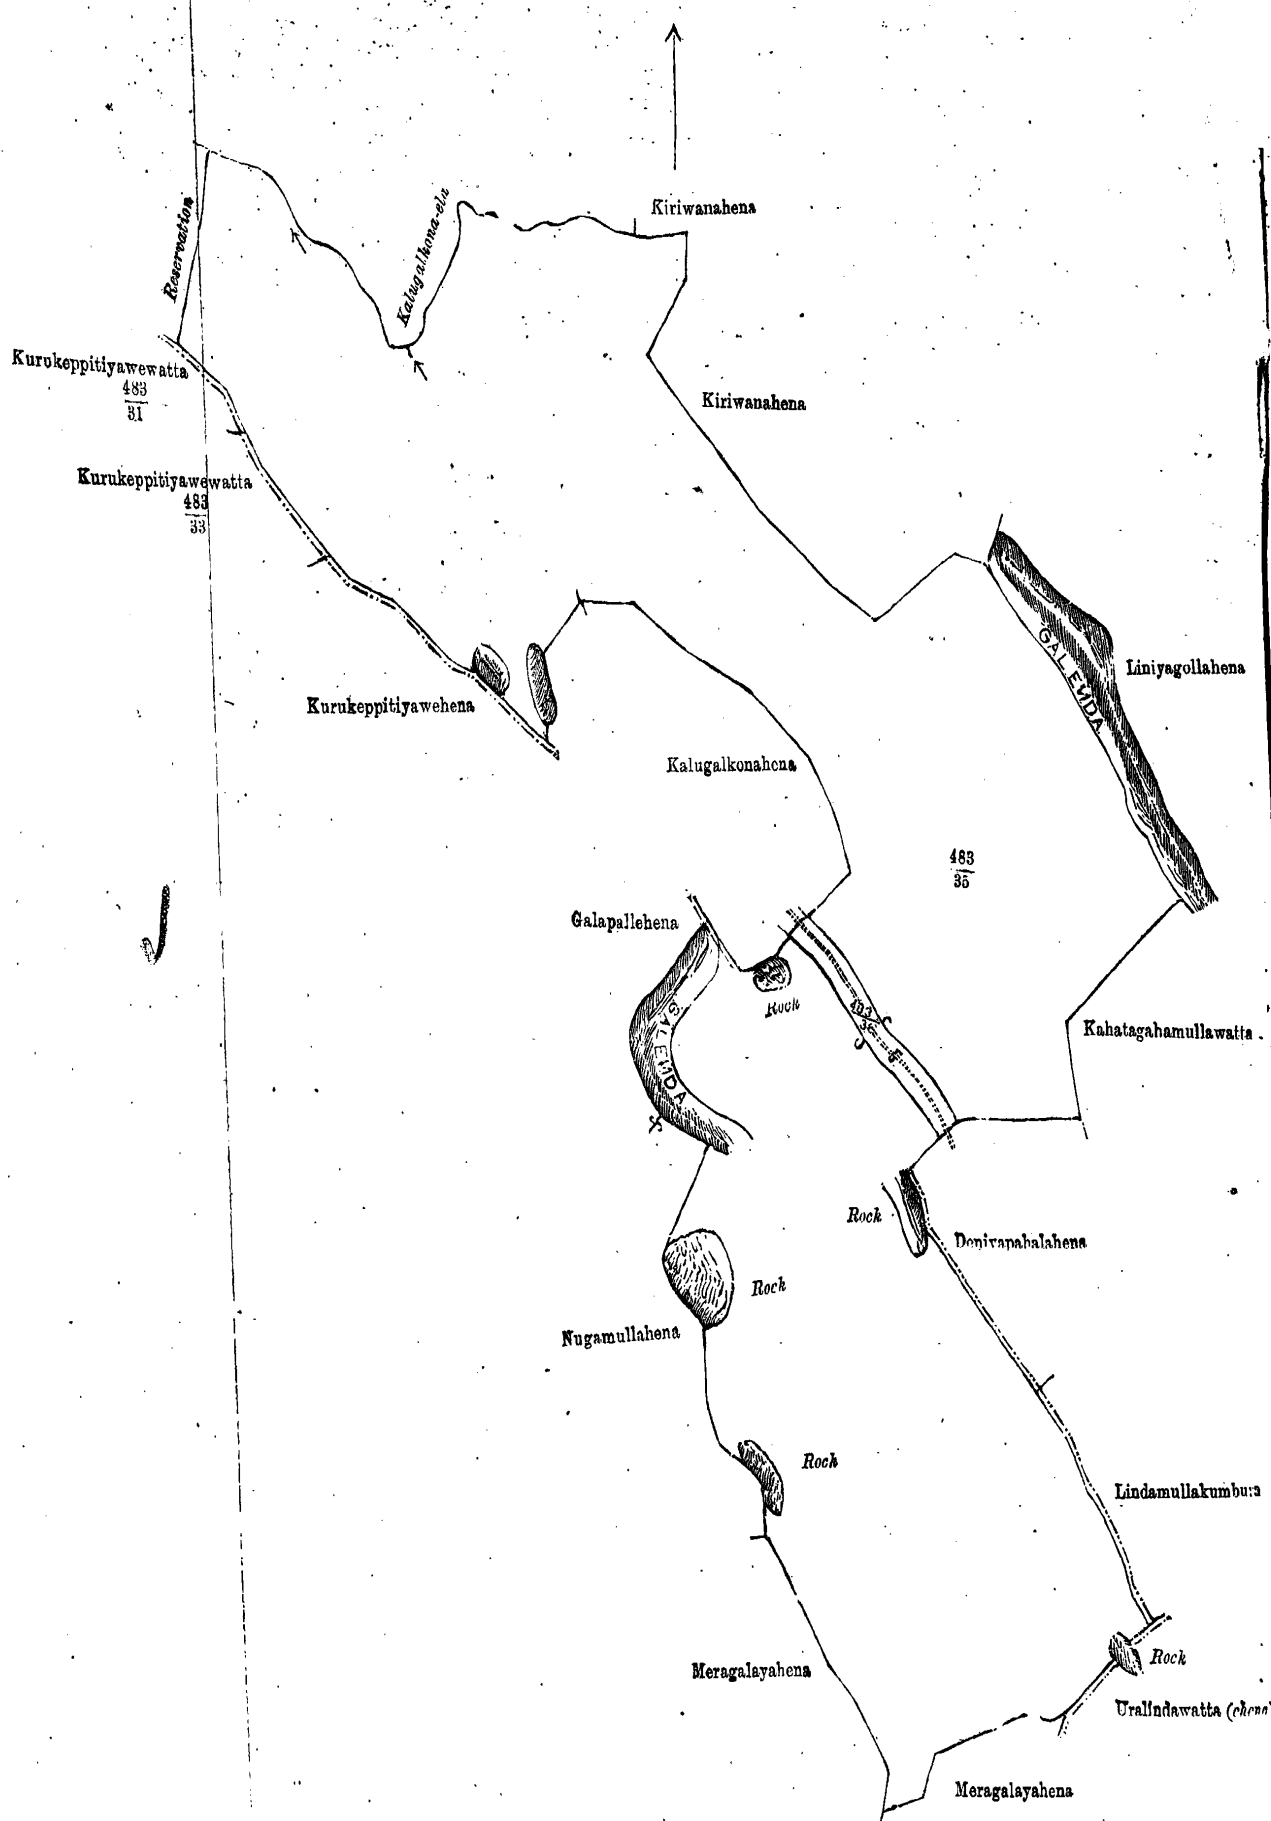 Kiriwanahena
Reservation
Kalugalkona-ela
Kurukeppitiyawewatta
483
31
Kiriwanahena
Kurukeppitiyawewatta
483
33
GAL EMDA
Liniyagollahena
Kurukeppitiyawehena
Kalugalkonahena
483
35
Galapallehena
Rock
GAL EMDA
Kahatagahamullawatta
Rock
Rock
Nugamullahena
Rock
Lindamullakumbura
Rock
Meragalayahena
Uralindawatta (chena
Meragalayahena